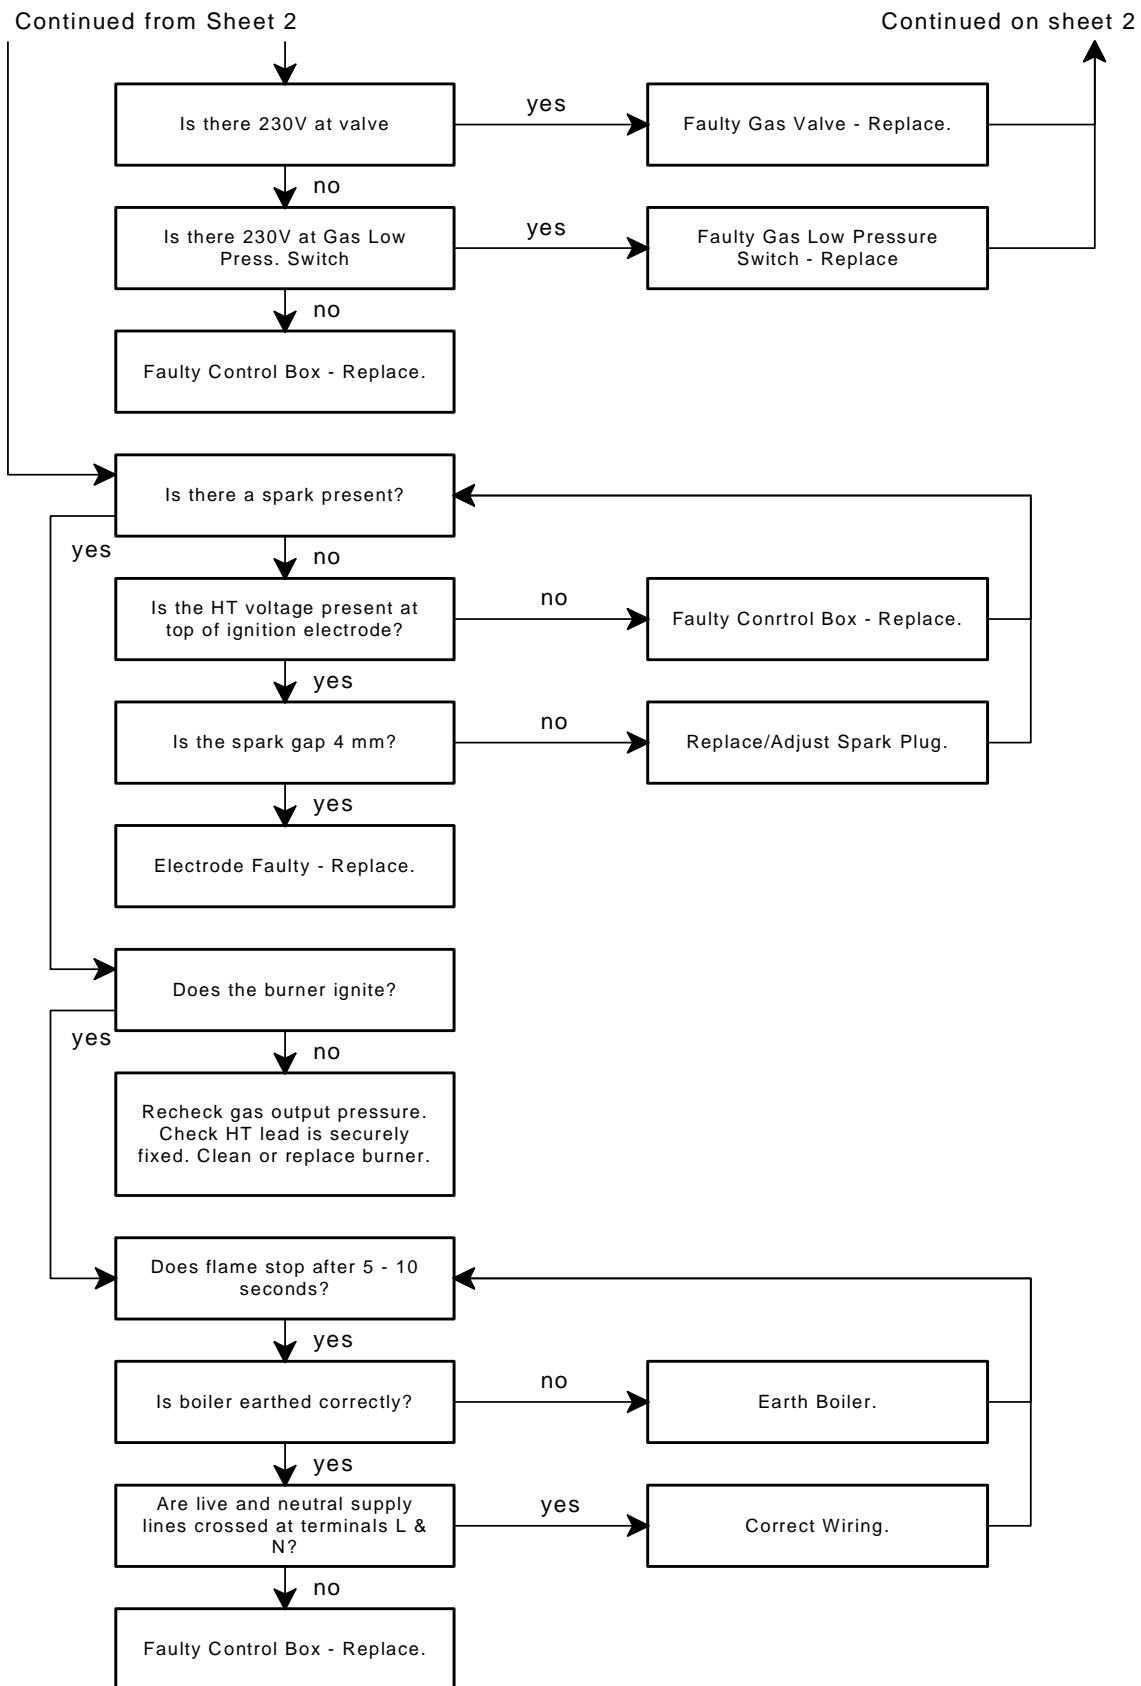 Continued from Sheet 2
Continued on sheet 2
Is there 230V at valve
yes
Faulty Gas Valve - Replace.
no
Is there 230V at Gas Low
Press. Switch
yes
Faulty Gas Low Pressure
Switch - Replace
no
Faulty Control Box - Replace.
Is there a spark present?
yes
no
Is the HT voltage present at
top of ignition electrode?
no
Faulty Conrtrol Box - Replace.
yes
Is the spark gap 4 mm?
no
Replace/Adjust Spark Plug.
yes
Electrode Faulty - Replace.
Does the burner ignite?
yes
no
Recheck gas output pressure.
Check HT lead is securely
fixed. Clean or replace burner.
Does flame stop after 5 - 10
seconds?
yes
Is boiler earthed correctly?
no
Earth Boiler.
yes
Are live and neutral supply
lines crossed at terminals L &
N?
yes
Correct Wiring.
no
Faulty Control Box - Replace.